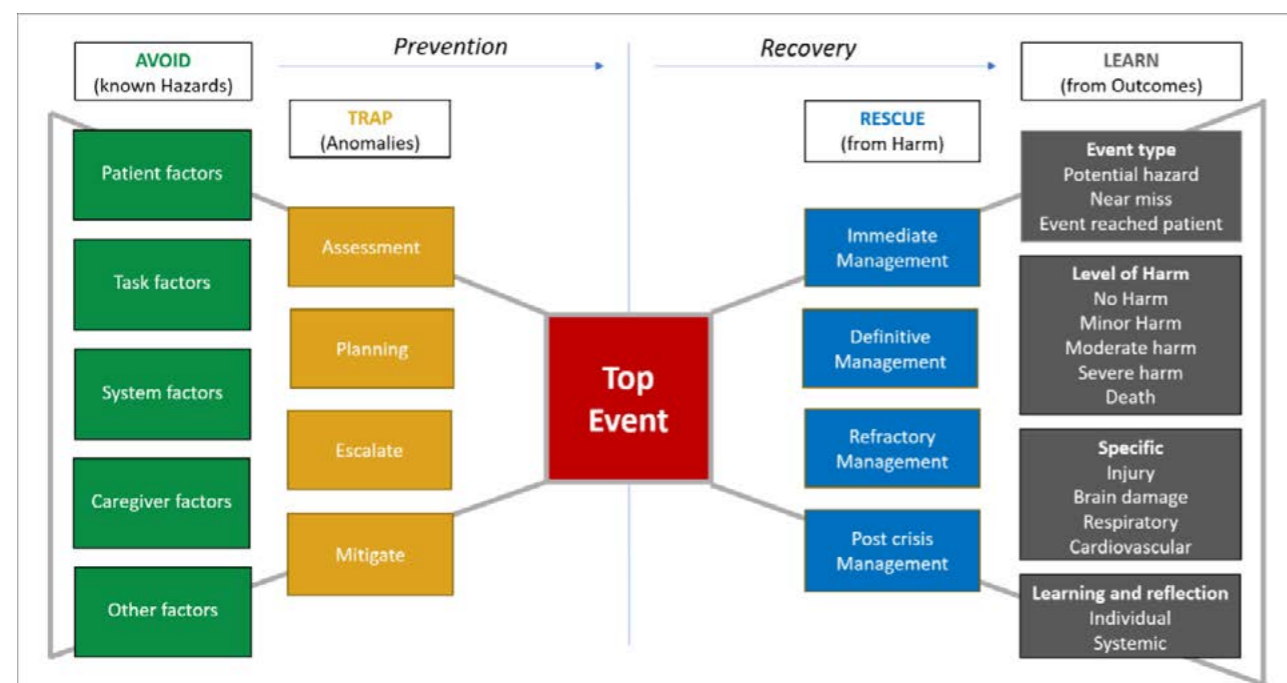 AVOID
(known Hazards)
Prevention
Recovery
LEARN
(from Outcomes)
TRAP
(Anomalies)
RESCUE
(from Harm)
Patient factors
Task factors
System factors
Caregiver factors
Other factors
Assessment
Planning
Escalate
Mitigate
Top
Event
Immediate
Management
Definitive
Management
Refractory
Management
Post crisis
Management
Event type
Potential hazard
Near miss
Event reached patient
Level of Harm
No Harm
Minor Harm
Moderate harm
Severe harm
Death
Specific
Injury
Brain damage
Respiratory
Cardiovascular
Learning and reflection
Individual
Systemic